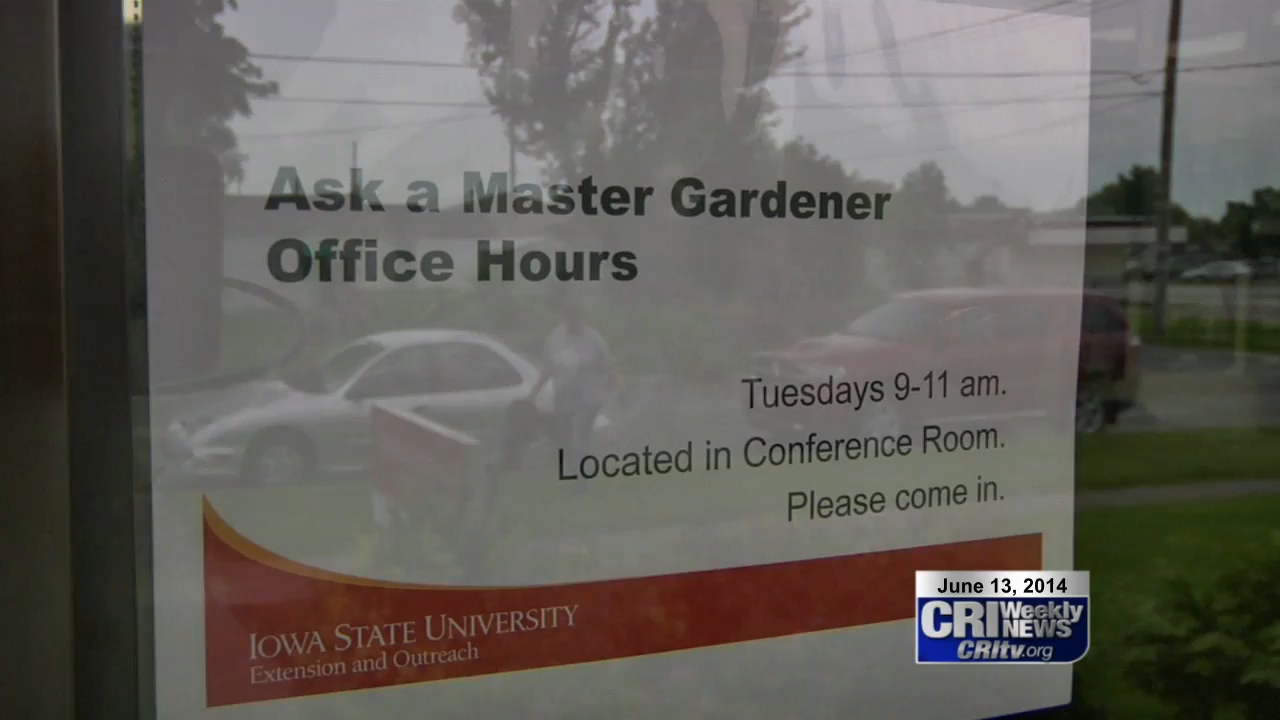 Ask a Master Gardener
Office Hours
Tuesdays 9-11 am.
Located in Conference Room.
Please come in.
IOWA STATE UNIVERSITY
Extension and Outreach
June 13, 2014
CRI Weekly NEWS
CRItv.org